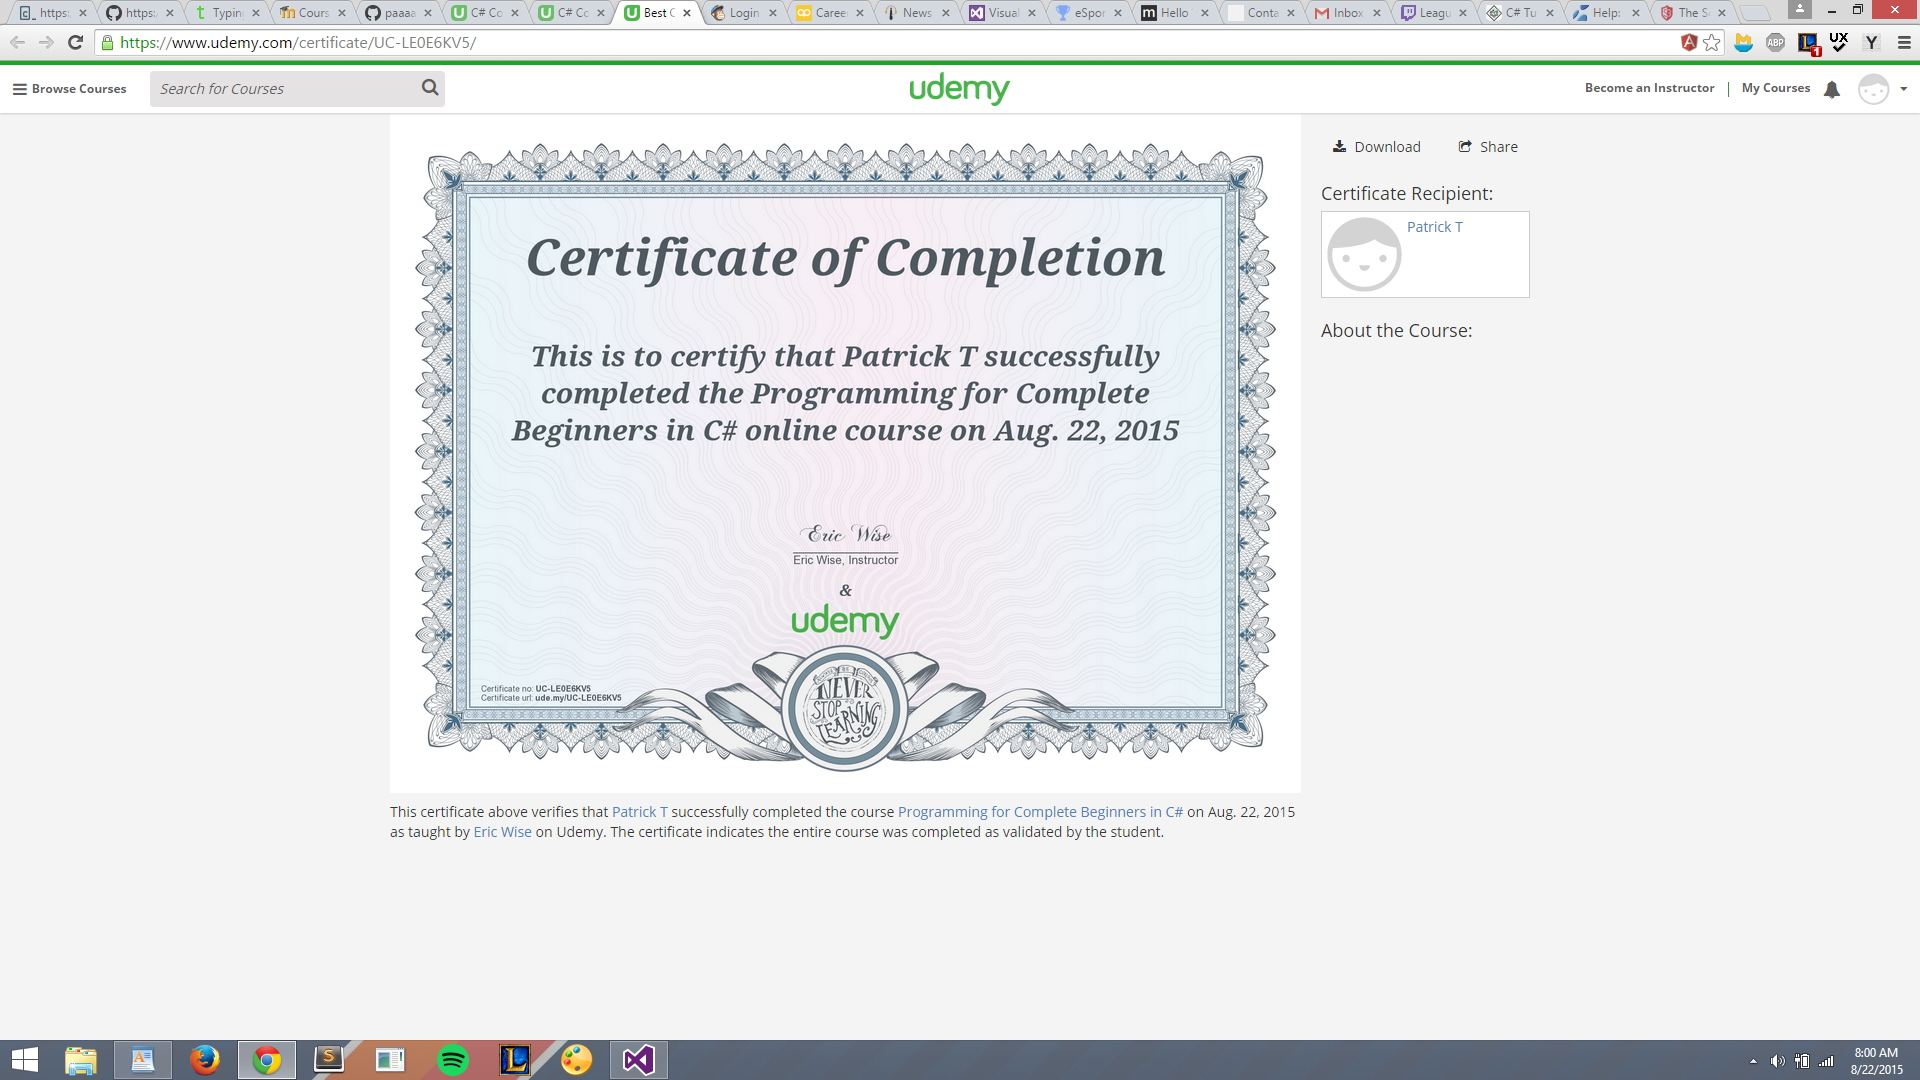 https:
https:
Typin
Cours
paaaa
C# Co
C# Co
Best C
Login
Caree
News
Visual
eSpor
Hello
Conta
Inbox
Leagu
C# Tu
Help:
The S
https://www.udemy.com/certificate/UC-LE0E6KV5/
ABP
1
UX
Browse Courses
Search for Courses
udemy
Become an Instructor
My Courses
Download
Share
Certificate Recipient:
Patrick T
About the Course:
Certificate of Completion
This is to certify that Patrick T successfully
completed the Programming for Complete
Beginners in C# online course on Aug. 22, 2015
Eric Wise
Eric Wise, Instructor
&
udemy
Certificate no: UC-LE0E6KV5
Certificate url: ude.my/UC-LE0E6KV5
NEVER
STOP
LEARNING
This certificate above verifies that Patrick T successfully completed the course Programming for Complete Beginners in C# on Aug. 22, 2015
as taught by Eric Wise on Udemy. The certificate indicates the entire course was completed as validated by the student.
8:00 AM
8/22/2015